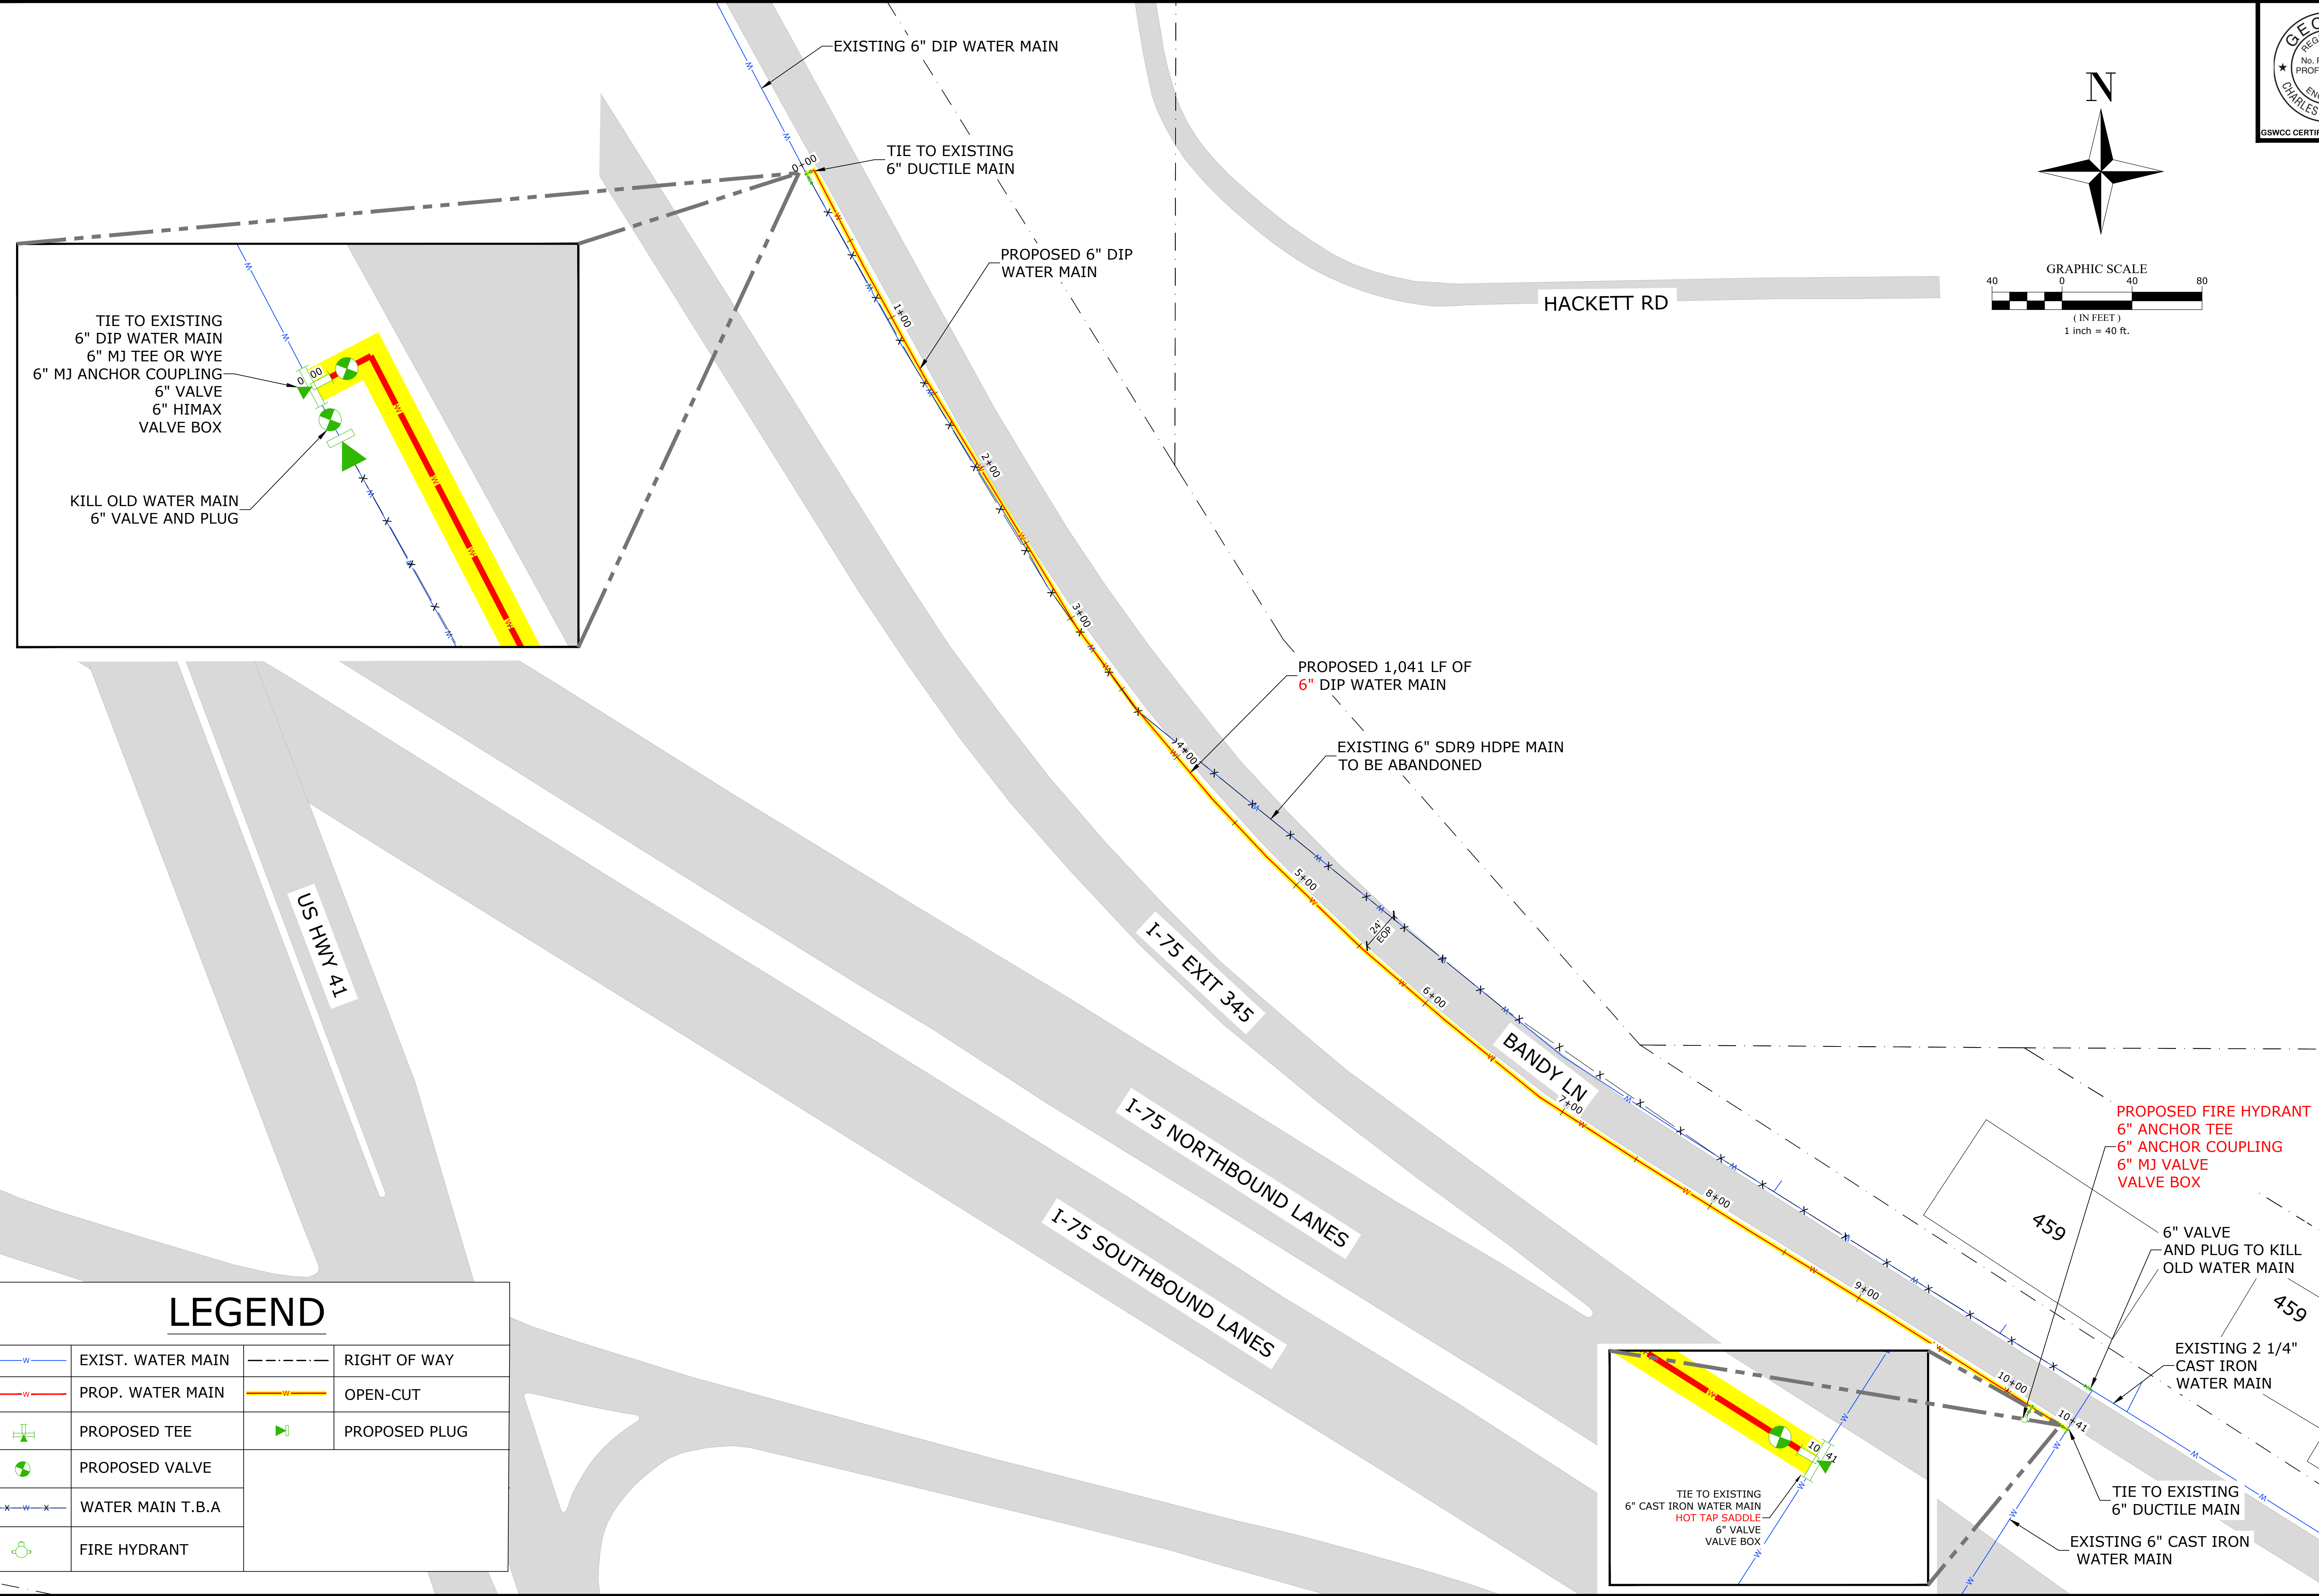 EXISTING 6" DIP WATER MAIN
0+00
TIE TO EXISTING
6" DUCTILE MAIN
PROPOSED 6" DIP
WATER MAIN
HACKETT RD
N
GRAPHIC SCALE
40 0 40 80
( IN FEET )
1 inch = 40 ft.
No.
GSWCC
TIE TO EXISTING
6" DIP WATER MAIN
6" MJ TEE OR WYE
6" MJ ANCHOR COUPLING
6" VALVE
6" HIMAX
VALVE BOX
0 00
KILL OLD WATER MAIN
6" VALVE AND PLUG
1+00
2+00
3+00
PROPOSED 1,041 LF OF
6" DIP WATER MAIN
4+00
EXISTING 6" SDR9 HDPE MAIN
TO BE ABANDONED
5+00
24'
EOP
6+00
US HWY 41
I-75 EXIT 345
BANDY LN
7+00
I-75 NORTHBOUND LANES
I-75 SOUTHBOUND LANES
8+00
9+00
10+00
10+41
PROPOSED FIRE HYDRANT
6" ANCHOR TEE
6" ANCHOR COUPLING
6" MJ VALVE
VALVE BOX
459
6" VALVE
AND PLUG TO KILL
OLD WATER MAIN
459
EXISTING 2 1/4"
CAST IRON
WATER MAIN
TIE TO EXISTING
6" DUCTILE MAIN
EXISTING 6" CAST IRON
WATER MAIN
10 41
TIE TO EXISTING
6" CAST IRON WATER MAIN
HOT TAP SADDLE
6" VALVE
VALVE BOX
LEGEND
W EXIST. WATER MAIN
RIGHT OF WAY
W PROP. WATER MAIN
W OPEN-CUT
PROPOSED TEE
PROPOSED PLUG
PROPOSED VALVE
X W X WATER MAIN T.B.A
FIRE HYDRANT